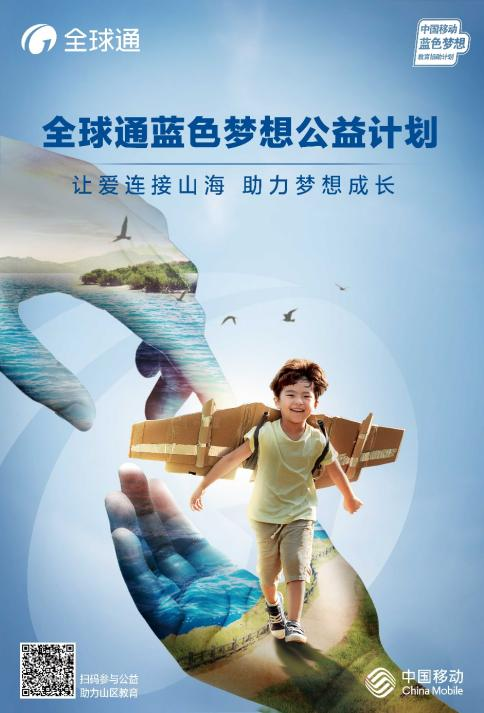 全球通
中国移动
蓝色梦想
教育捐助计划
全球通蓝色梦想公益计划
让爱连接山海 助力梦想成长
扫码参与公益
助力山区教育
中国移动
China Mobile